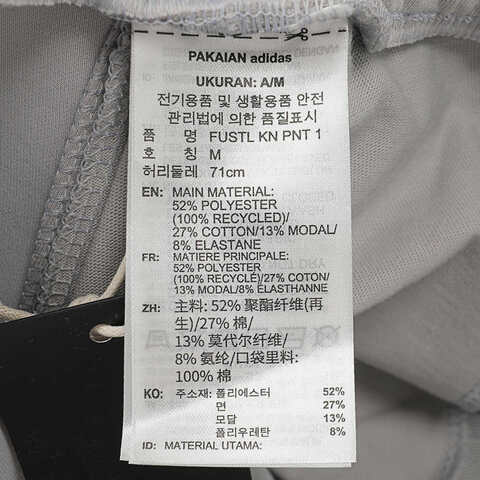 PAKAIAN adidas
UKURAN: A/M
전기용품 및 생활용품 안전
관리법에 의한 품질표시
품 명 FUSTL KN PNT 1
호 칭 M
허리둘레 71cm
EN: MAIN MATERIAL:
52% POLYESTER
(100% RECYCLED)/
27% COTTON/13% MODAL/
8% ELASTANE
FR: MATIERE PRINCIPALE:
52% POLYESTER
(100% RECYCLÉ)/27% COTON/
13% MODAL/8% ELASTHANNE
ZH: 主料: 52% 聚酯纤维(再
生)/27% 棉/
13% 莫代尔纤维/
8% 氨纶/口袋里料:
100% 棉
KO: 주소재: 폴리에스터 52%
면 27%
모달 13%
폴리우레탄 8%
ID: MATERIAL UTAMA: